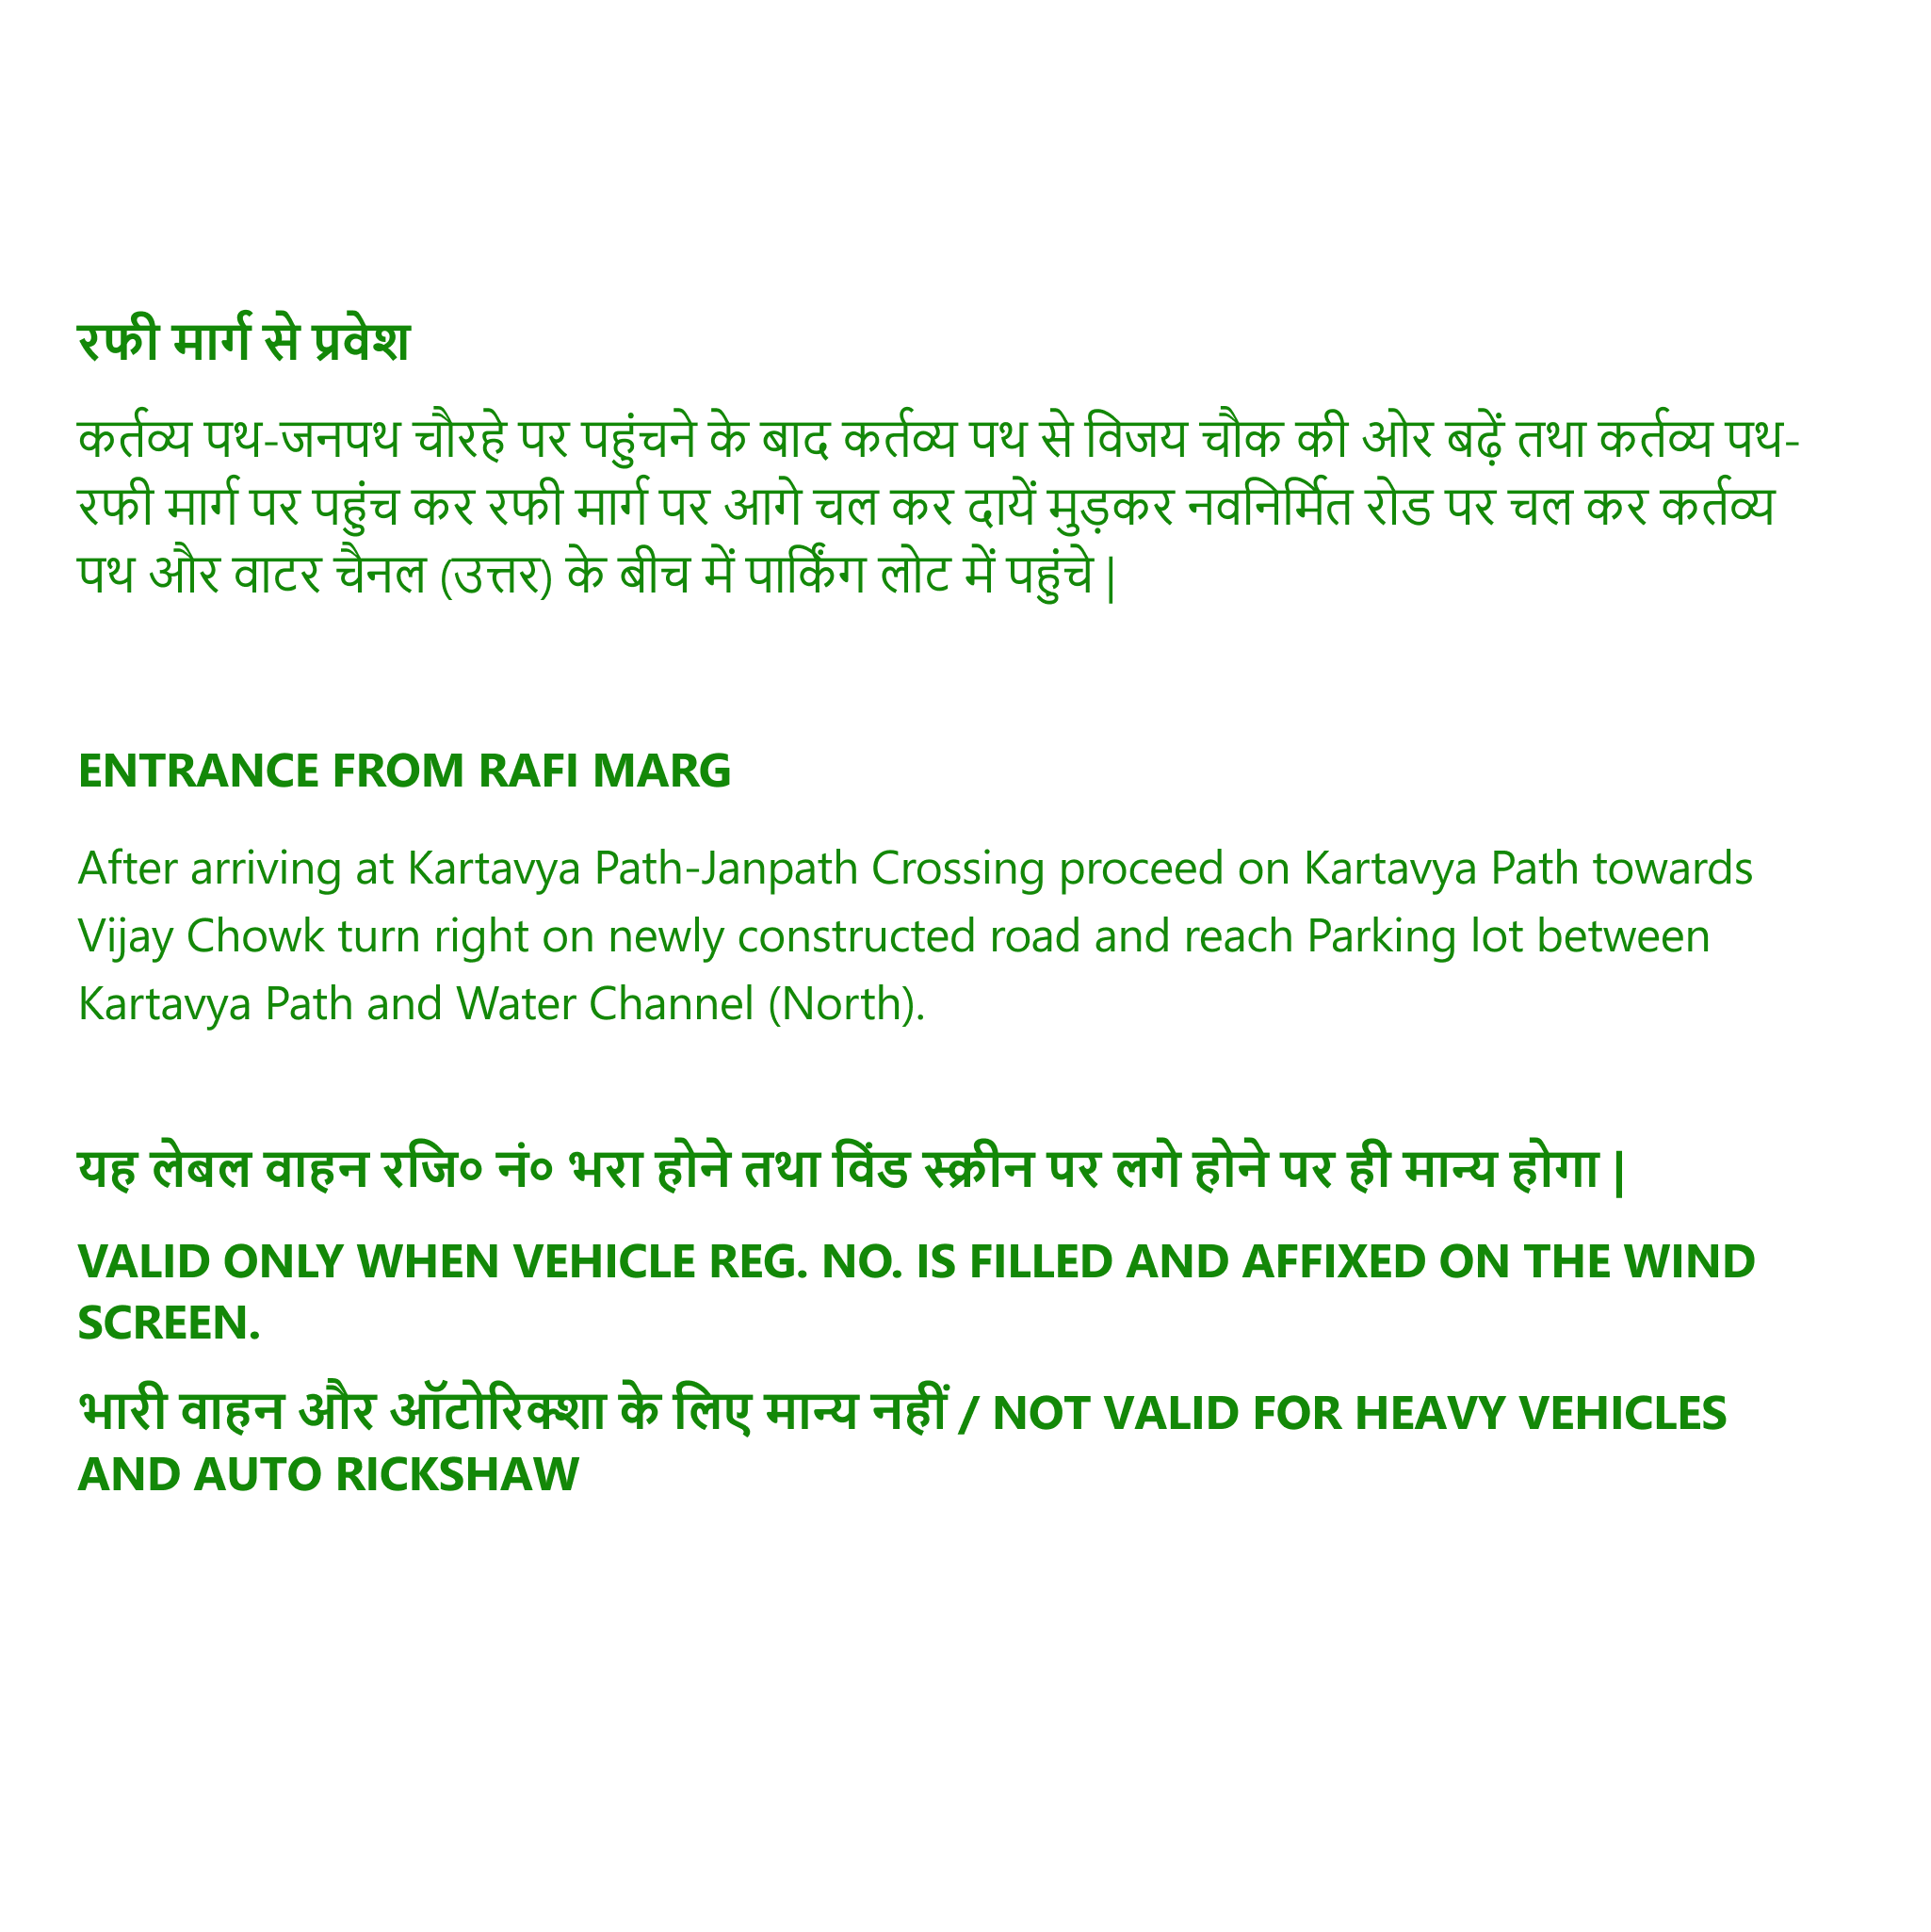 रफी मार्ग से प्रवेश
कर्तव्य पथ-जनपथ चौरहे पर पहुंचने के बाद कर्तव्य पथ से विजय चौक की ओर बढ़ें तथा कर्तव्य पथ-
रफी मार्ग पर पहुंच कर रफी मार्ग पर आगे चल कर दायें मुड़कर नवनिर्मित रोड पर चल कर कर्तव्य
पथ और वाटर चैनल (उत्तर) के बीच में पार्किंग लोट में पहुंचे |
ENTRANCE FROM RAFI MARG
After arriving at Kartavya Path-Janpath Crossing proceed on Kartavya Path towards
Vijay Chowk turn right on newly constructed road and reach Parking lot between
Kartavya Path and Water Channel (North).
यह लेबल वाहन रजि० नं० भरा होने तथा विंड स्क्रीन पर लगे होने पर ही मान्य होगा |
VALID ONLY WHEN VEHICLE REG. NO. IS FILLED AND AFFIXED ON THE WIND
SCREEN.
भारी वाहन और ऑटोरिक्शा के लिए मान्य नहीं / NOT VALID FOR HEAVY VEHICLES
AND AUTO RICKSHAW